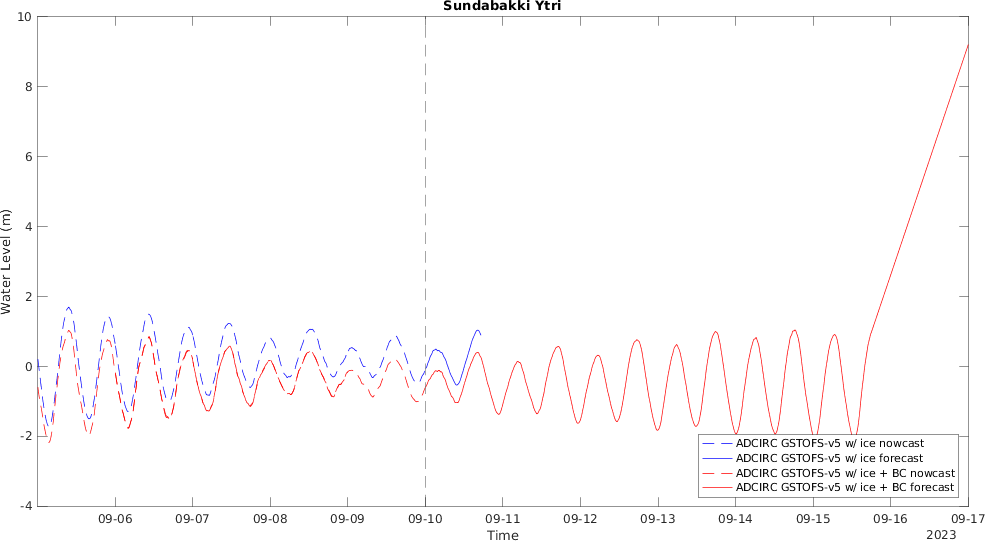 Sundabakki Ytri
10
8
6
4
2
0
-2
-4
Water Level (m)
ADCIRC GSTOFS-v5 w/ ice nowcast
ADCIRC GSTOFS-v5 w/ ice forecast
ADCIRC GSTOFS-v5 w/ ice + BC nowcast
ADCIRC GSTOFS-v5 w/ ice + BC forecast
09-06 09-07 09-08 09-09 09-10 09-11 09-12 09-13 09-14 09-15 09-16 09-17
Time
2023